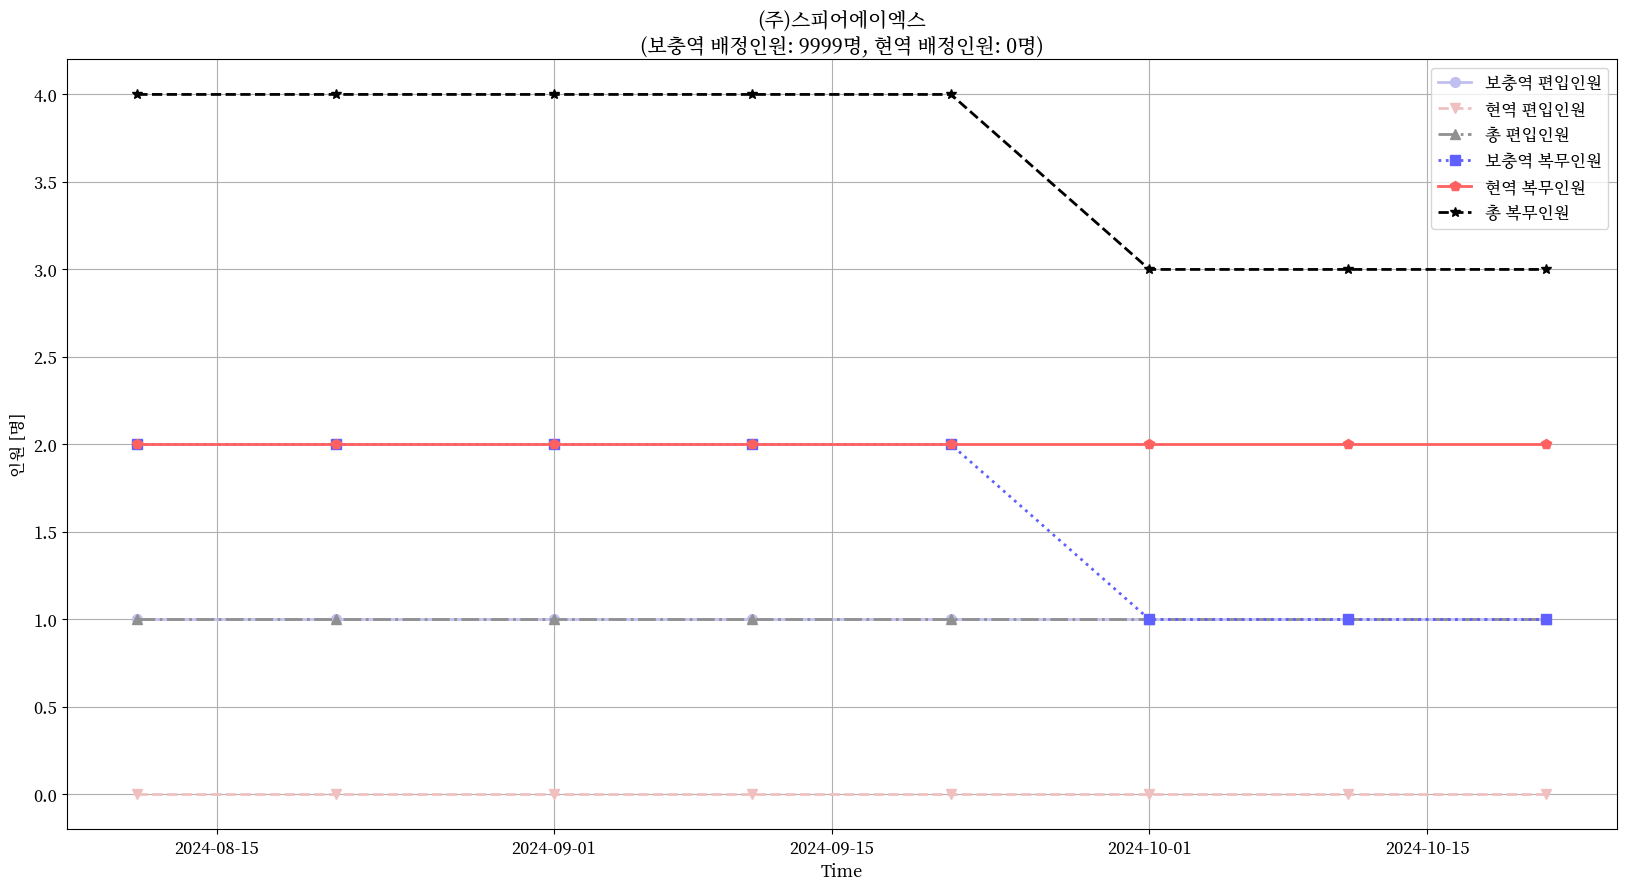 (주)스피어에이엑스
(보충역 배정인원: 9999명, 현역 배정인원: 0명)
보충역 편입인원
현역 편입인원
총 편입인원
보충역 복무인원
현역 복무인원
총 복무인원
인원 [명]
4.0
3.5
3.0
2.5
2.0
1.5
1.0
0.5
0.0
2024-08-15
2024-09-01
2024-09-15
2024-10-01
2024-10-15
Time